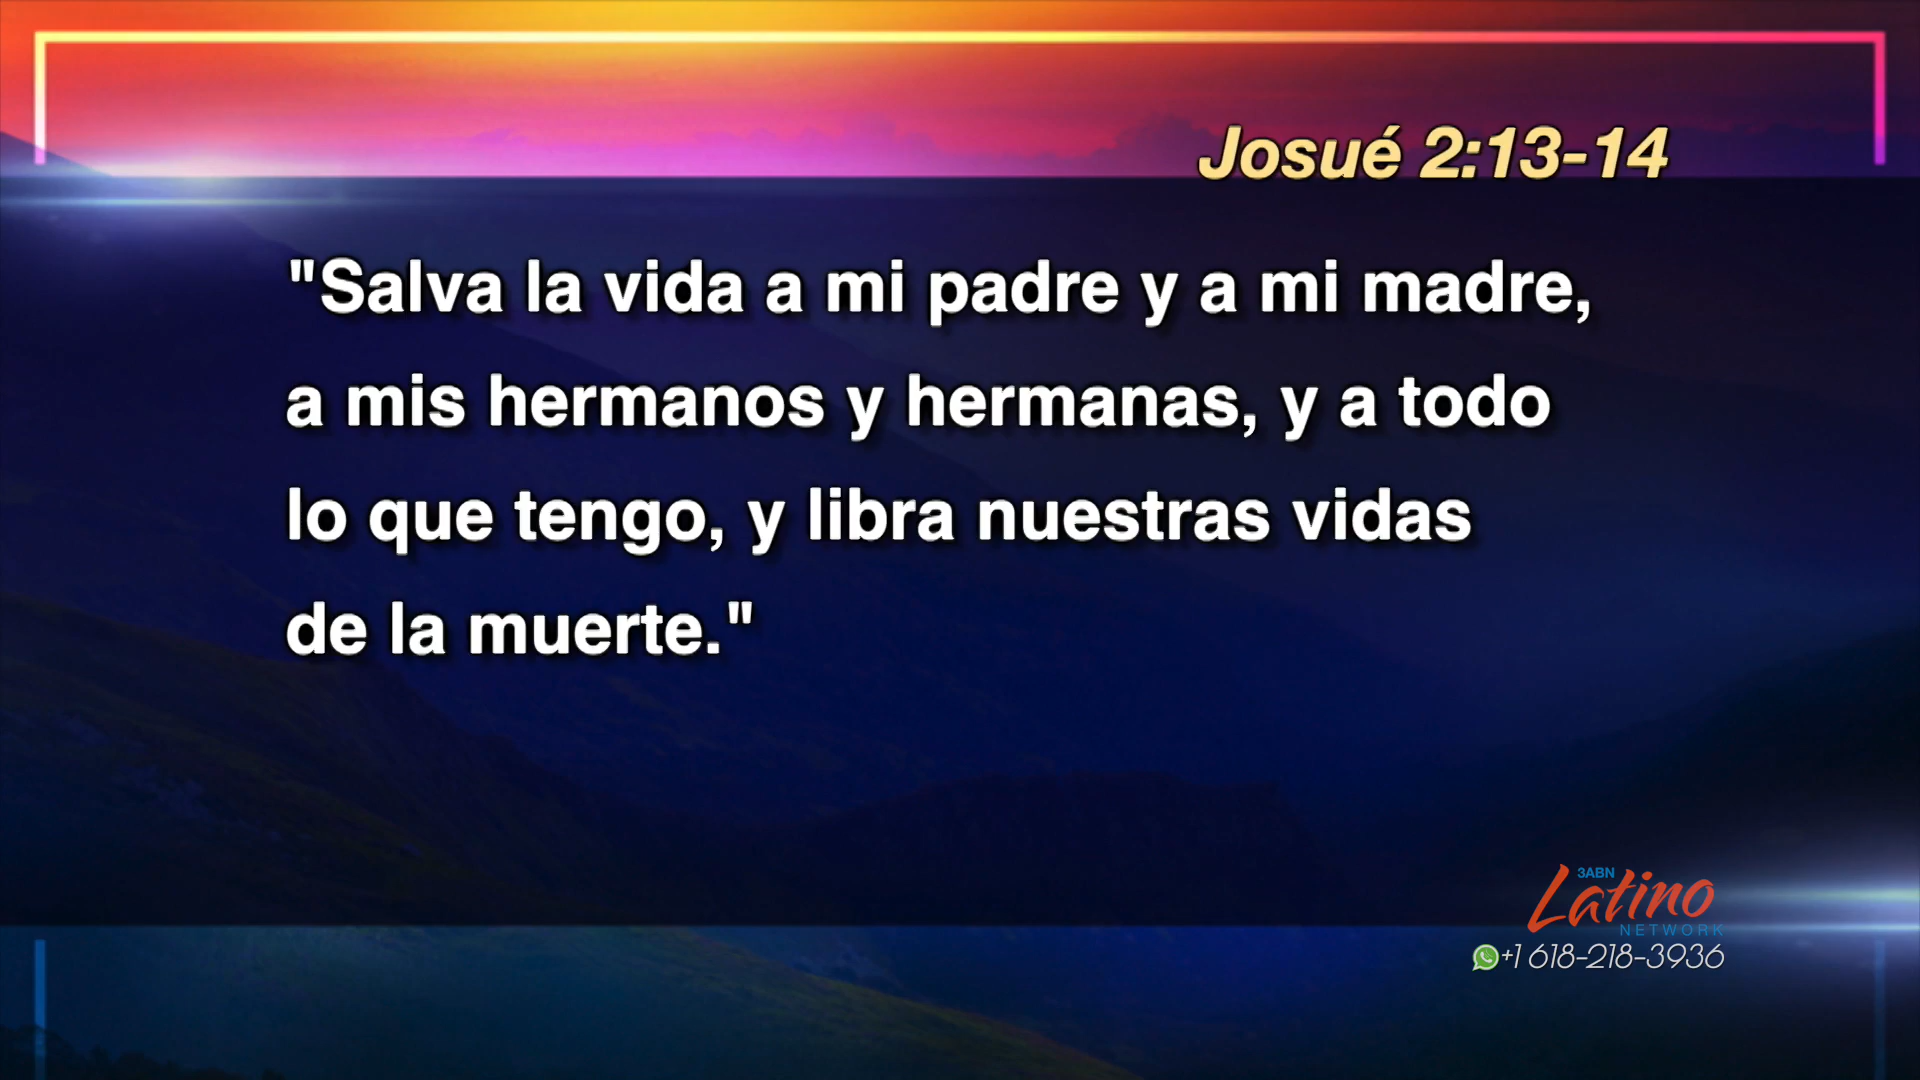 Josué 2:13-14
"Salva la vida a mi padre y a mi madre,
a mis hermanos y hermanas, y a todo
lo que tengo, y libra nuestras vidas
de la muerte."
3ABN
Latino
NETWORK
+1 618-218-3936